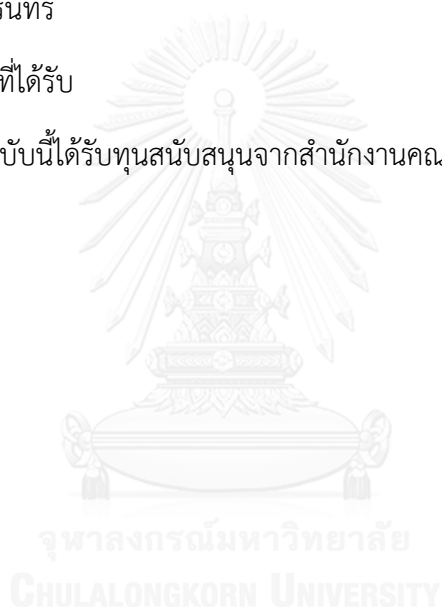 รินทร์
ที่ได้รับ
บับนี้ได้รับทุนสนับสนุนจากสำนักงานคณ
จุฬาลงกรณ์มหาวิทยาลัย
CHULALONGKORN UNIVERSITY